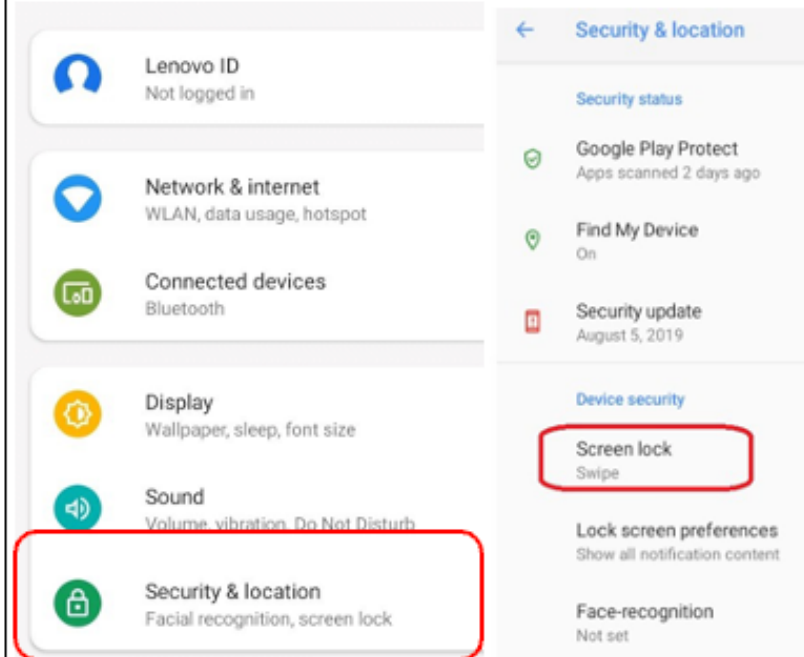 Lenovo ID
Not logged in
Network & internet
WLAN, data usage, hotspot
Connected devices
Bluetooth
Display
Wallpaper, sleep, font size
Sound
Volume, vibration, Do Not Disturb
Security & location
Facial recognition, screen lock
Security & location
Security status
Google Play Protect
Apps scanned 2 days ago
Find My Device
On
Security update
August 5, 2019
Device security
Screen lock
Swipe
Lock screen preferences
Show all notification content
Face-recognition
Not set